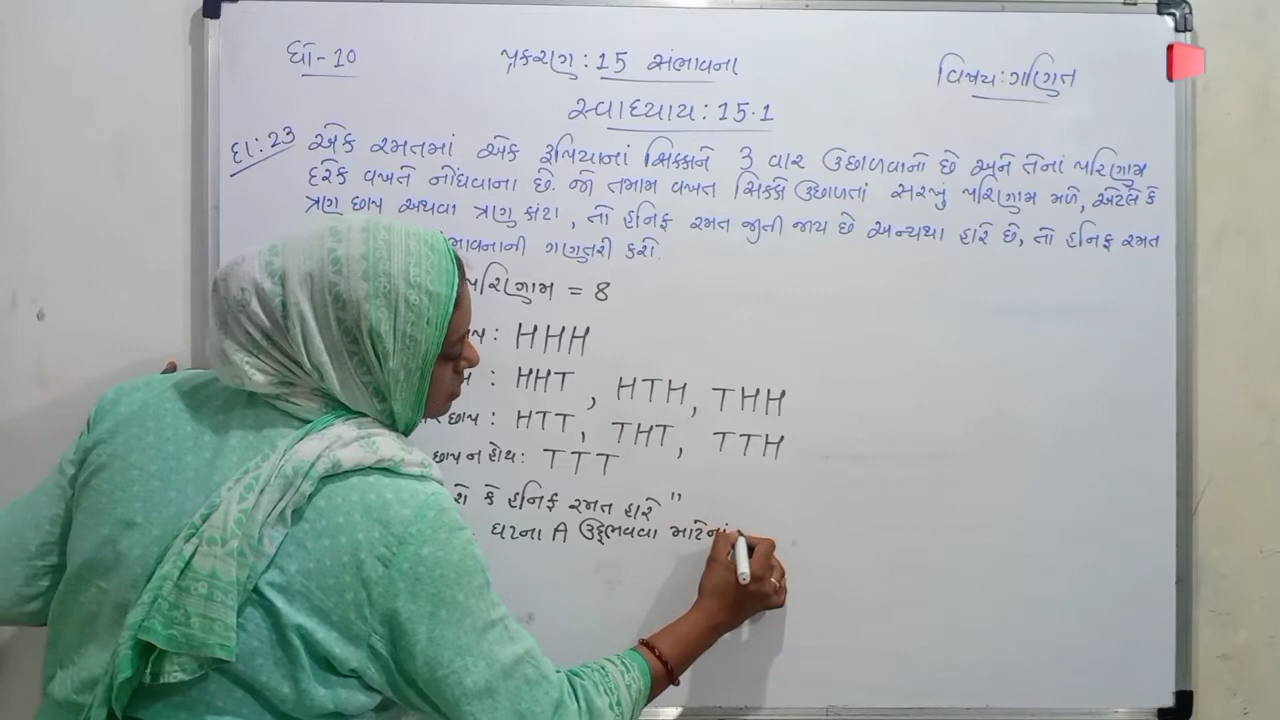 ધો-10
પ્રકરણ : 15 સંભાવના
વિષય : ગણિત
સ્વાધ્યાય : 15.1
દા : 23 એક રમતમાં એક રૂપિયાનાં સિક્કાને 3 વાર ઉછાળવાનો છે અને તેનાં પરિણામ
દરેક વખતે નોંધવાના છે. જો તમામ વખત સિક્કો ઉછાળતાં સરખું પરિણામ મળે, એટલે કે
ત્રણ છાપ અથવા ત્રણ કાંટા, તો હનિફ રમત જીતી જાય છે અન્યથા હારે છે, તો હનિફ રમત
ગણતરી કરો.
પરિણામ = 8
: HHH
: HHT, HTH, THH
છાપ : HTT, THT, TTH
છાપ ન હોય : TTT
કે હનિફ રમત હારે "
ઘટના A ઉદ્ભવવા માટેનાં